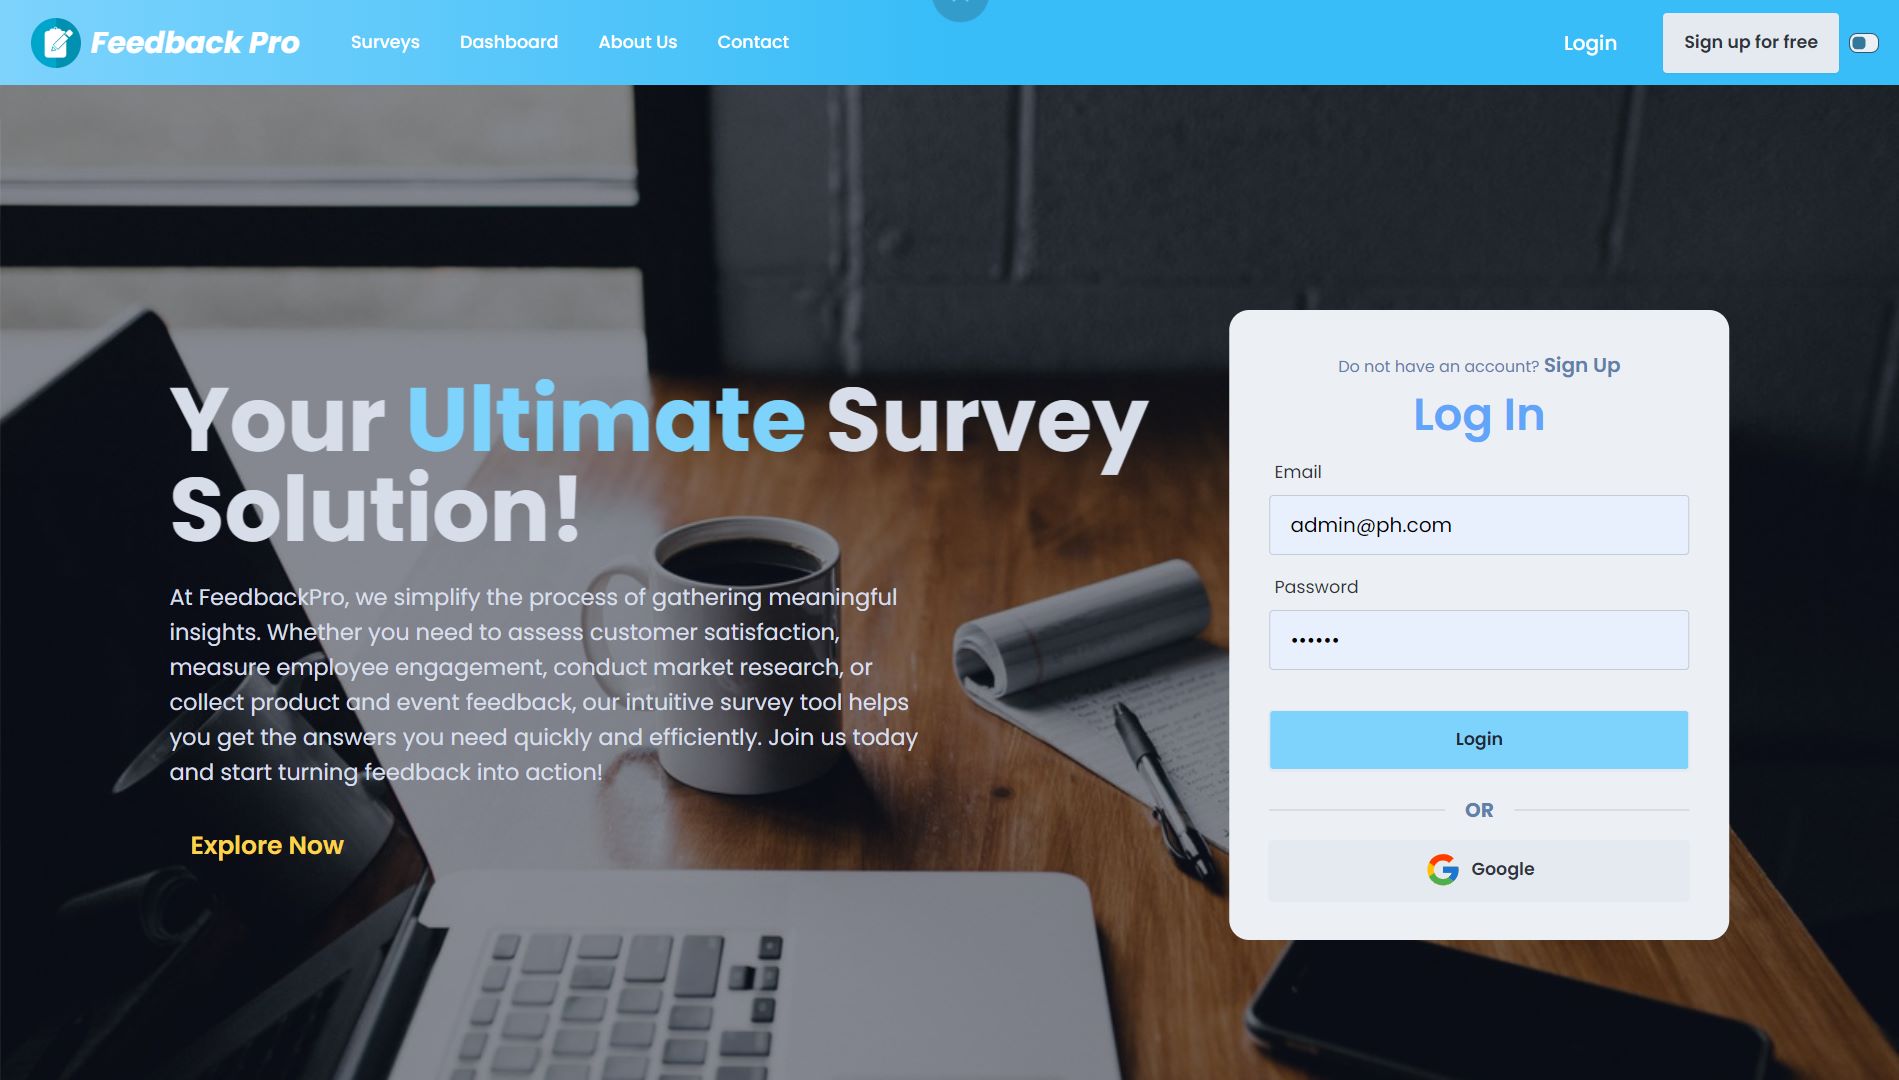 Feedback Pro
Surveys
Dashboard
About Us
Contact
Login
Sign up for free
Your Ultimate Survey
Solution!
At FeedbackPro, we simplify the process of gathering meaningful
insights. Whether you need to assess customer satisfaction,
measure employee engagement, conduct market research, or
collect product and event feedback, our intuitive survey tool helps
you get the answers you need quickly and efficiently. Join us today
and start turning feedback into action!
Explore Now
Do not have an account? Sign Up
Log In
Email
admin@ph.com
Password
••••••
Login
OR
Google